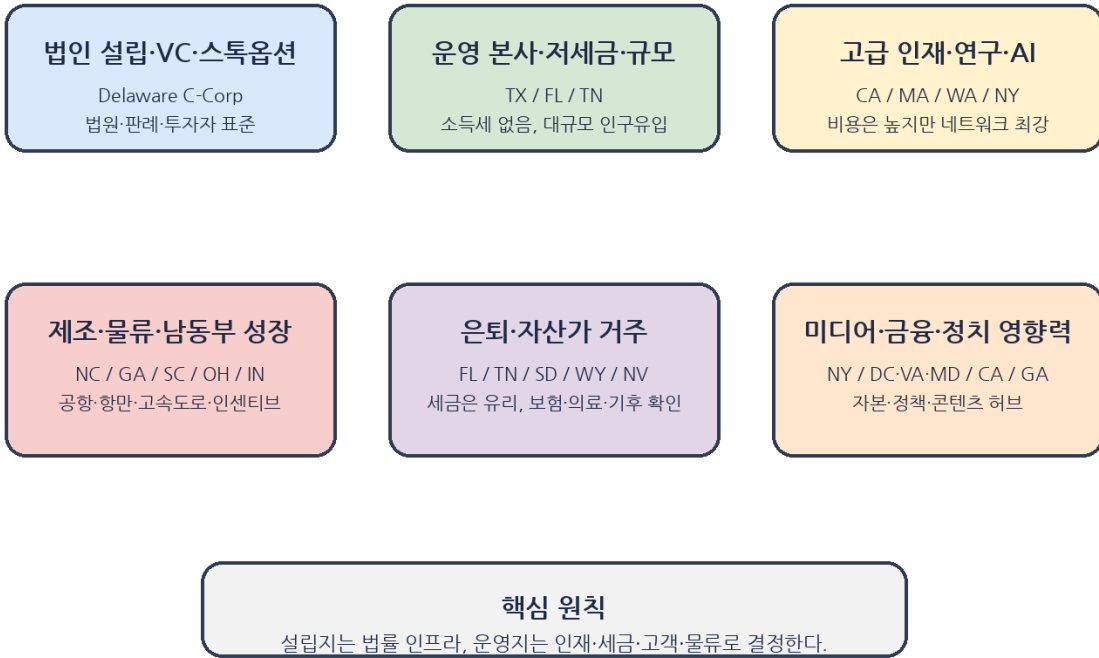 법인 설립·VC·스톡옵션
Delaware C-Corp
법원·판례·투자자 표준
운영 본사·저세금·규모
TX / FL / TN
소득세 없음, 대규모 인구유입
고급 인재·연구·AI
CA / MA / WA / NY
비용은 높지만 네트워크 최강
제조·물류·남동부 성장
NC / GA / SC / OH / IN
공항·항만·고속도로·인센티브
은퇴·자산가 거주
FL / TN / SD / WY / NV
세금은 유리, 보험·의료·기후 확인
미디어·금융·정치 영향력
NY / DC·VA·MD / CA / GA
자본·정책·콘텐츠 허브
핵심 원칙
설립지는 법률 인프라, 운영지는 인재·세금·고객·물류로 결정한다.